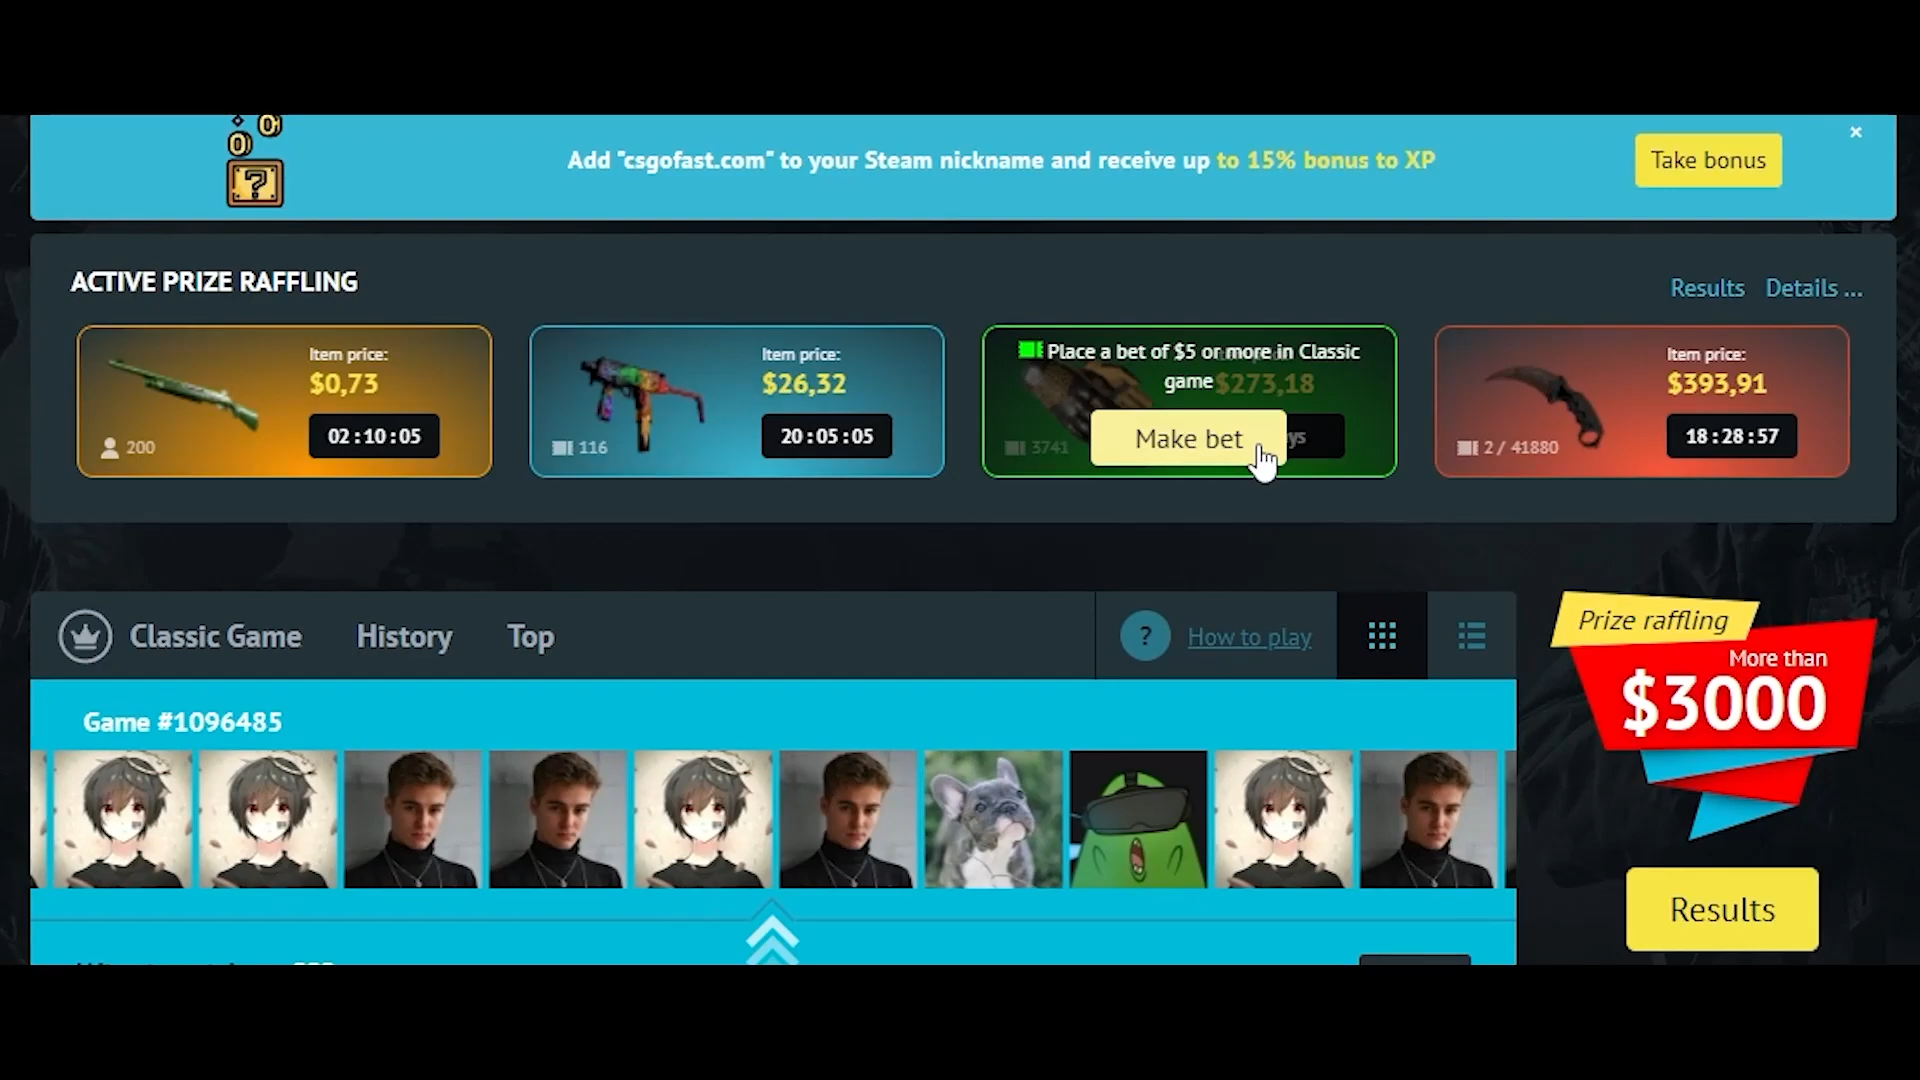 Add "csgofast.com" to your Steam nickname and receive up to 15% bonus to XP
Take bonus
×
ACTIVE PRIZE RAFFLING
Results
Details ...
Item price:
$0,73
02:10:05
200
Item price:
$26,32
20:05:05
116
Place a bet of $5 or more in Classic
game
$273,18
Make bet
3741
Item price:
$393,91
18:28:57
2 / 41880
Classic Game
History
Top
?
How to play
Game #1096485
Prize raffling
More than
$3000
Results